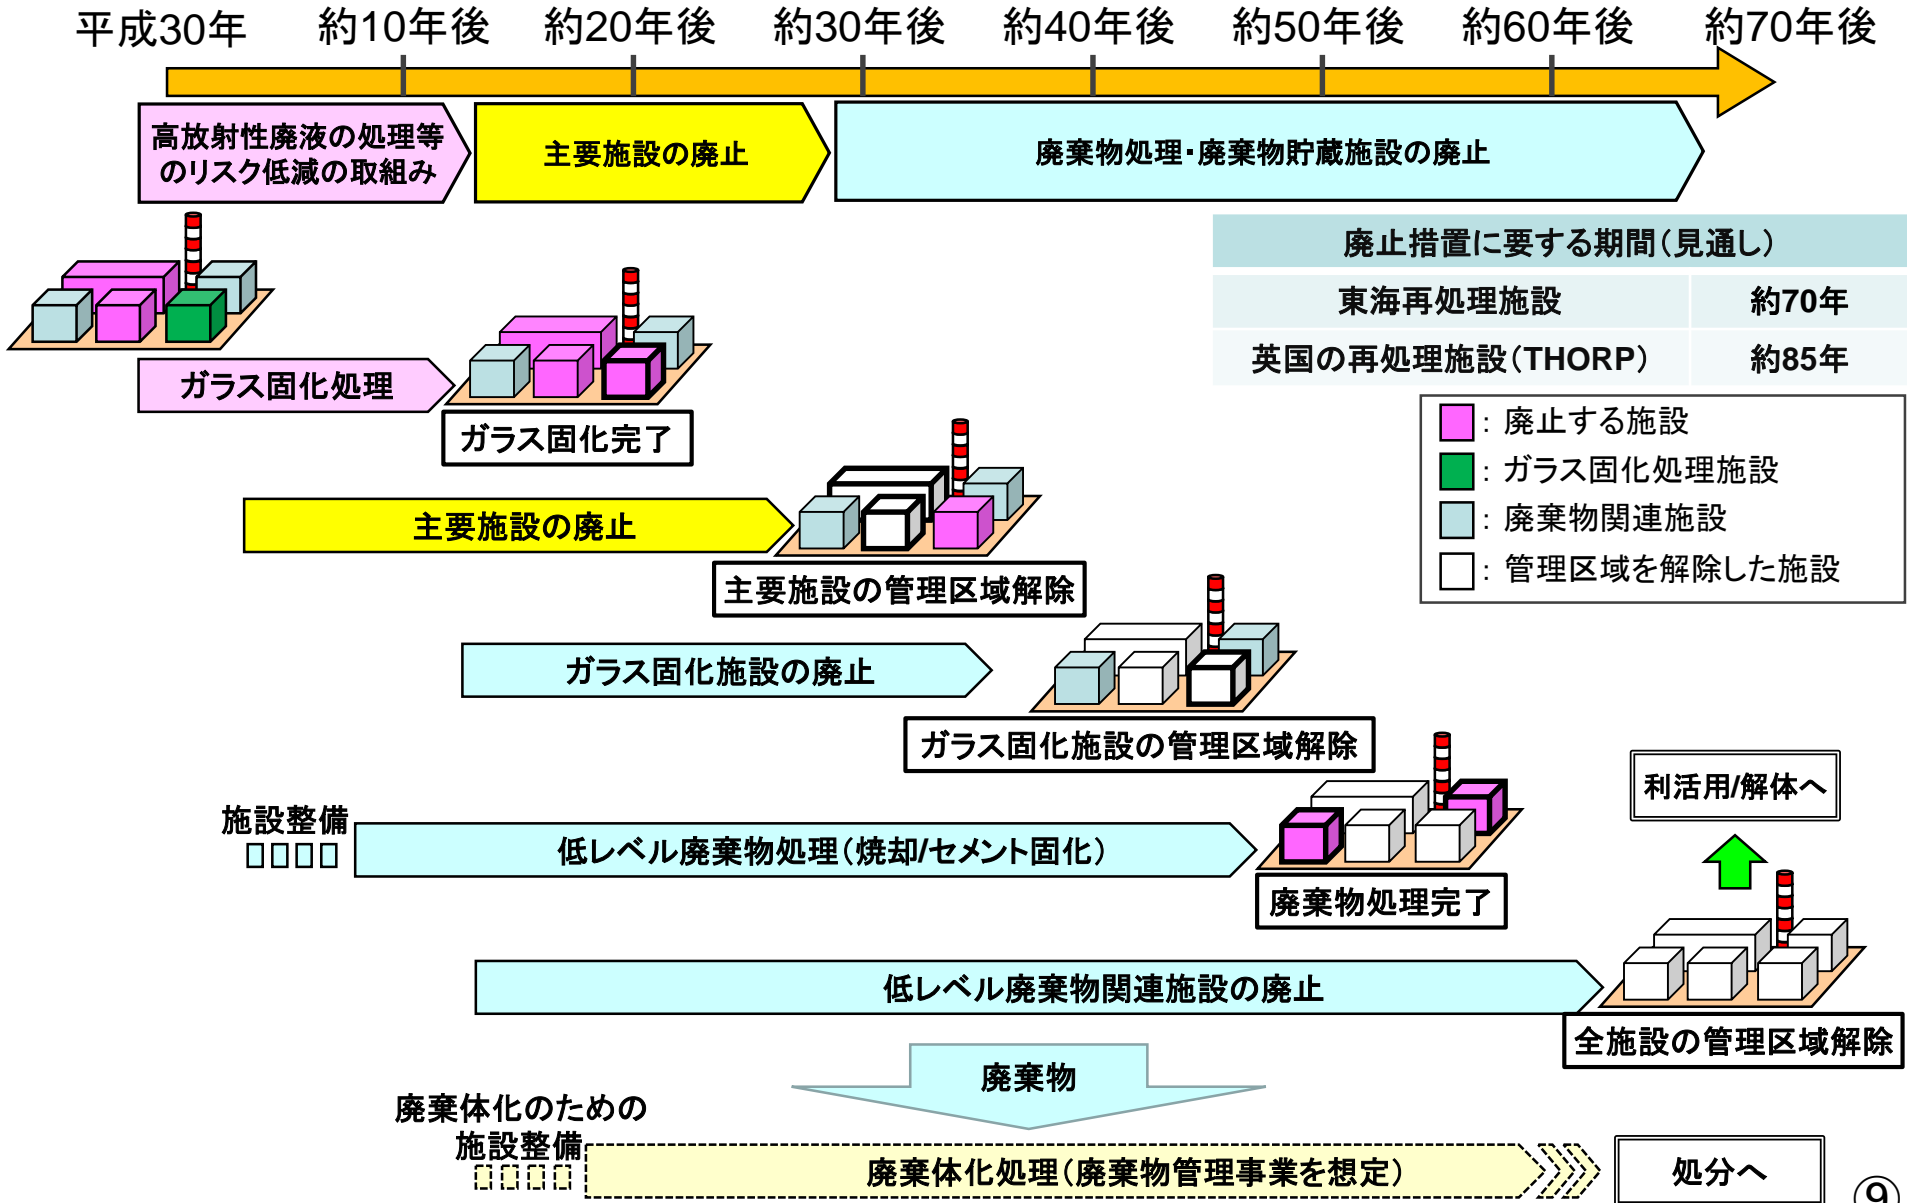 平成30年 約10年後 約20年後 約30年後 約40年後 約50年後 約60年後 約70年後
高放射性廃液の処理等
のリスク低減の取組み
主要施設の廃止
廃棄物処理・廃棄物貯蔵施設の廃止
廃止措置に要する期間(見通し)
東海再処理施設 約70年
英国の再処理施設(THORP) 約85年
ガラス固化処理
ガラス固化完了
：廃止する施設
：ガラス固化処理施設
：廃棄物関連施設
：管理区域を解除した施設
主要施設の廃止
主要施設の管理区域解除
ガラス固化施設の廃止
ガラス固化施設の管理区域解除
利活用/解体へ
施設整備
低レベル廃棄物処理(焼却/セメント固化)
廃棄物処理完了
低レベル廃棄物関連施設の廃止
全施設の管理区域解除
廃棄物
廃棄体化のための
施設整備
廃棄体化処理(廃棄物管理事業を想定)
処分へ
⑨